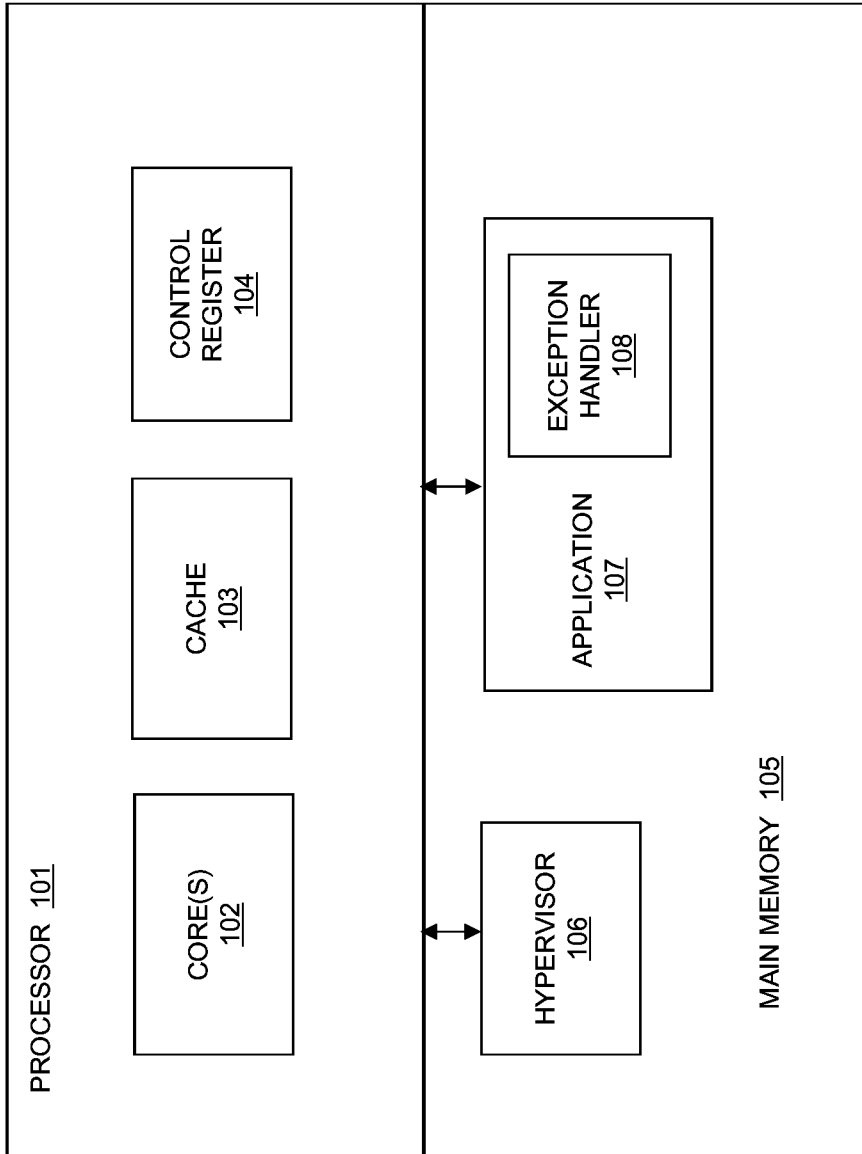 PROCESSOR 101
CORE(S)
102
CACHE
103
CONTROL
REGISTER
104
HYPERVISOR
106
APPLICATION
107
EXCEPTION
HANDLER
108
MAIN MEMORY 105